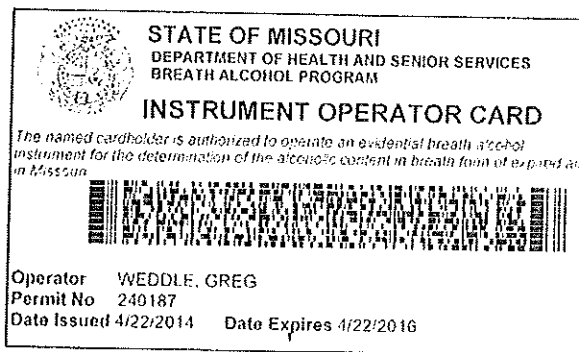 STATE OF MISSOURI
DEPARTMENT OF HEALTH AND SENIOR SERVICES
BREATH ALCOHOL PROGRAM
INSTRUMENT OPERATOR CARD
The named cardholder is authorized to operate an evidential breath alcohol
instrument for the determination of the alcoholic content in breath form of expired
in Missouri
Operator WEDDLE, GREG
Permit No 240187
Date Issued 4/22/2014 Date Expires 4/22/2016